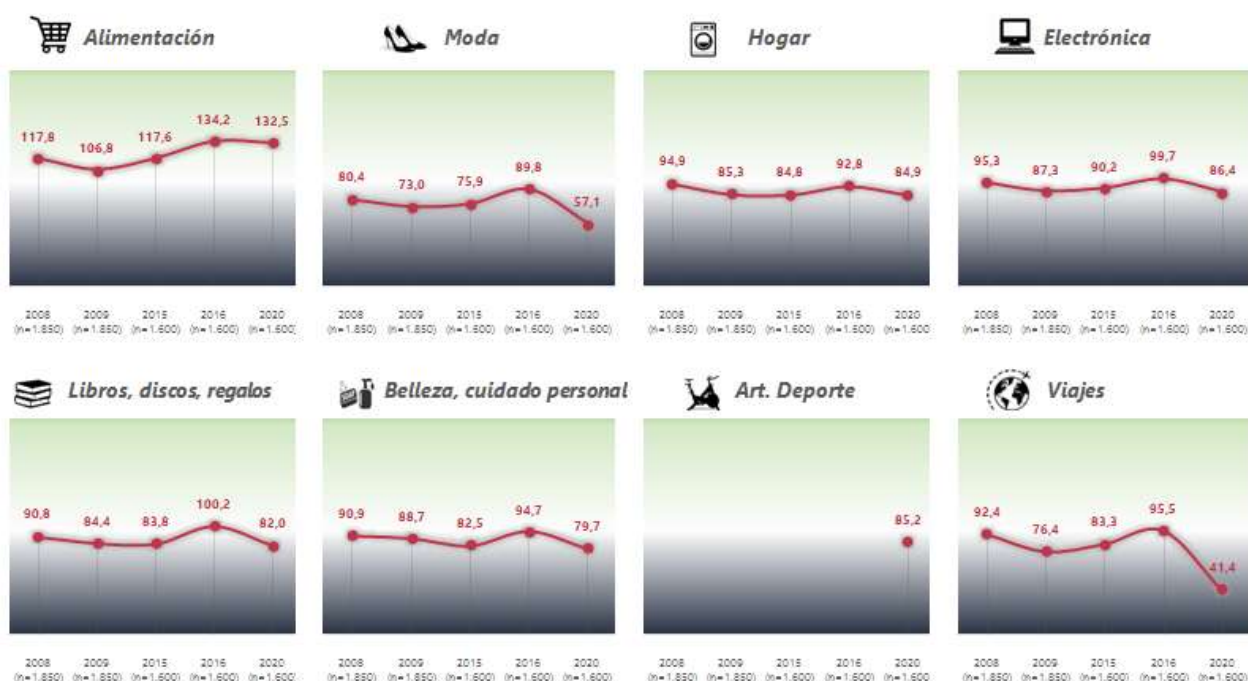 Alimentación
Moda
Hogar
Electrónica
117,8 106,8 117,6 134,2 132,5
80,4 73,0 75,9 89,8 57,1
94,9 85,3 84,8 92,8 84,9
95,3 87,3 90,2 99,7 86,4
2008 2009 2015 2016 2020
(n=1.850) (n=1.850) (n=1.600) (n=1.600) (n=1.600)
2008 2009 2015 2016 2020
(n=1.850) (n=1.850) (n=1.600) (n=1.600) (n=1.600)
2008 2009 2015 2016 2020
(n=1.850) (n=1.850) (n=1.600) (n=1.600) (n=1.600
2008 2009 2015 2016 2020
(n=1.850) (n=1.850) (n=1.600) (n=1.600) (n=1.600)
Libros, discos, regalos
Belleza, cuidado personal
Art. Deporte
Viajes
90,8 84,4 83,8 100,2 82,0
90,9 88,7 82,5 94,7 79,7
85,2
92,4 76,4 83,3 95,5 41,4
2008 2009 2015 2016 2020
(n=1.850) (n=1.850) (n=1.600) (n=1.600) (n=1.600)
2008 2009 2015 2016 2020
(n=1.850) (n=1.850) (n=1.600) (n=1.600) (n=1.600)
2008 2009 2015 2016 2020
(n=1.850) (n=1.850) (n=1.600) (n=1.600) (n=1.600
2008 2009 2015 2016 2020
(n=1.850) (n=1.850) (n=1.600) (n=1.600) (n=1.600)